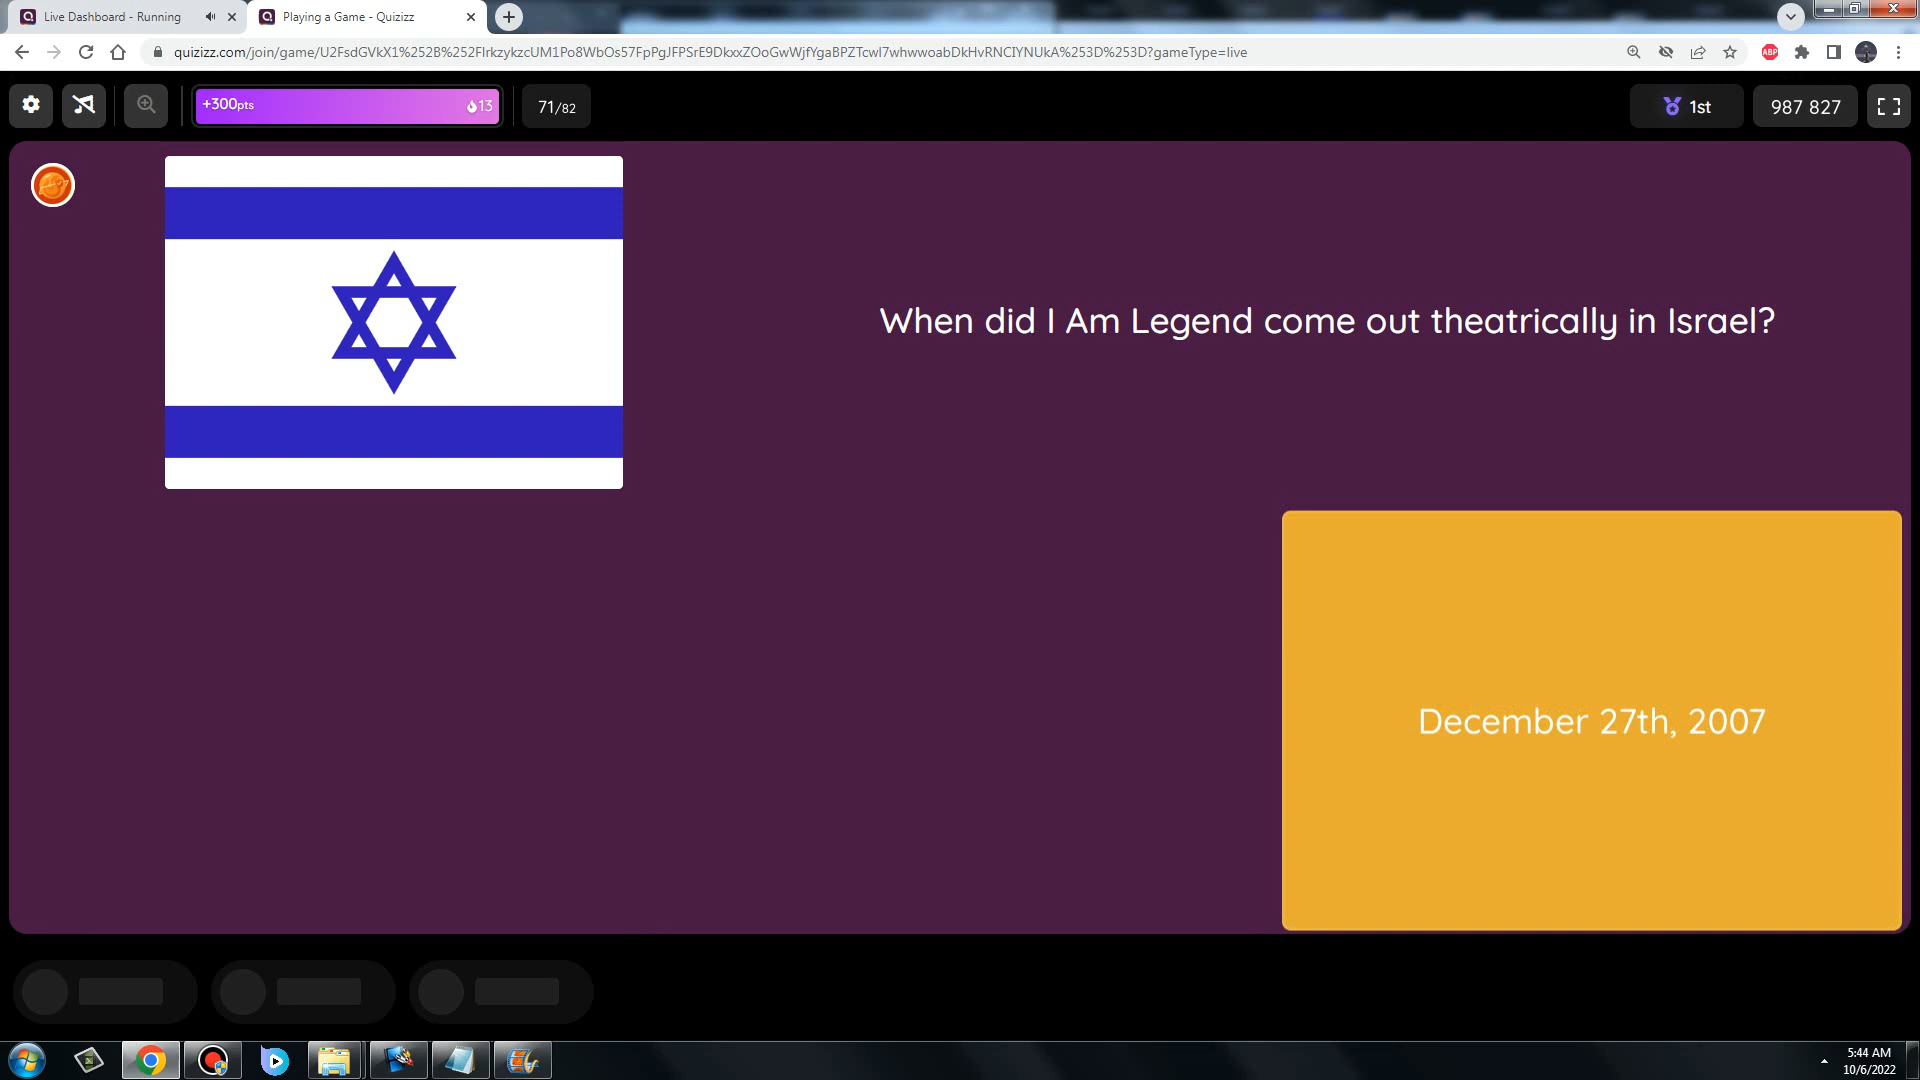 Live Dashboard - Running
Playing a Game - Quizizz
quizizz.com/join/game/U2FsdGVkX1%252B%252FIrkzykzcUM1Po8WbOs57FpPgJFPSrE9DkxxZOoGwWjfYgaBPZTcwI7whwwoabDkHvRNCIYNUkA%253D%253D?gameType=live
ABP
+300pts
13
71/82
1st
987 827
When did I Am Legend come out theatrically in Israel?
December 27th, 2007
5:44 AM
10/6/2022